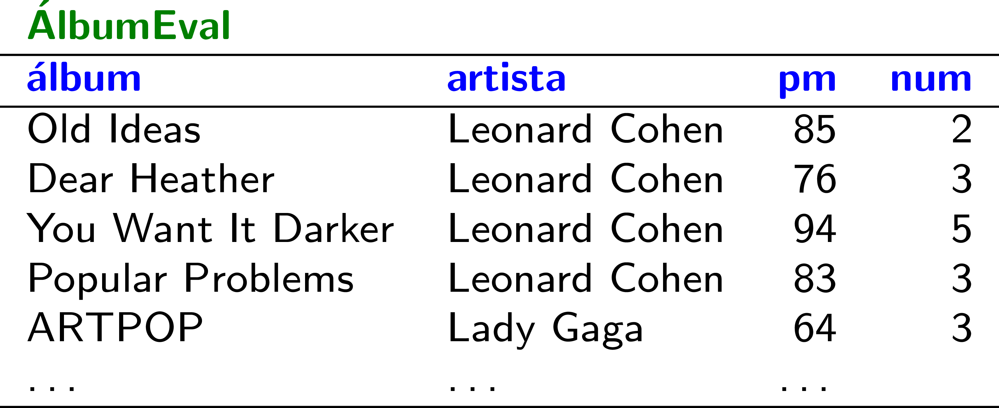 ÁlbumEval
álbum artista pm num
Old Ideas Leonard Cohen 85 2
Dear Heather Leonard Cohen 76 3
You Want It Darker Leonard Cohen 94 5
Popular Problems Leonard Cohen 83 3
ARTPOP Lady Gaga 64 3
... ... ...